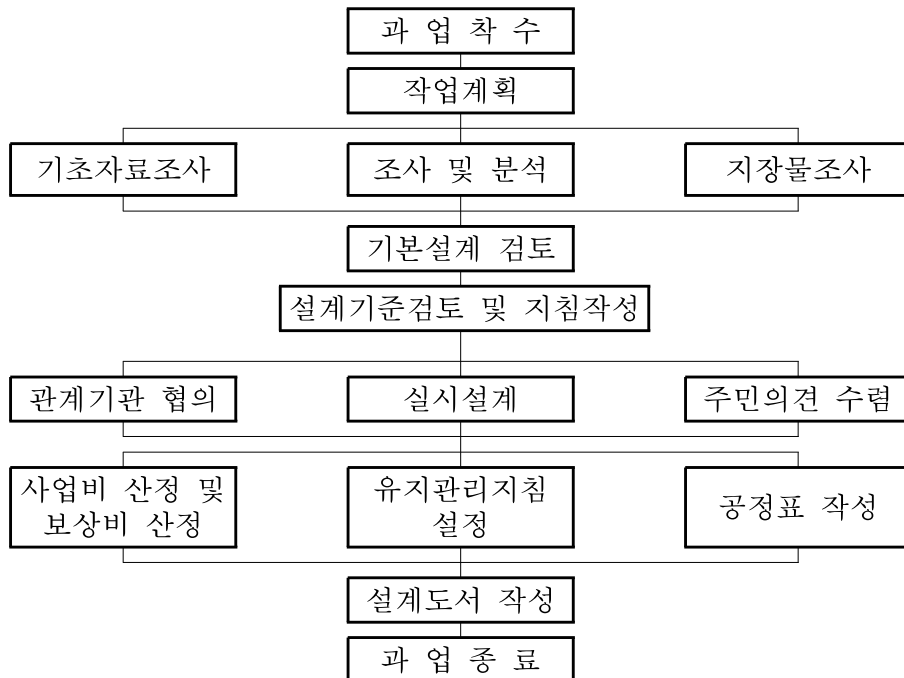 과 업 착 수
작업계획
기초자료조사
조사 및 분석
지장물조사
기본설계 검토
설계기준검토 및 지침작성
관계기관 협의
실시설계
주민의견 수렴
사업비 산정 및
보상비 산정
유지관리지침
설정
공정표 작성
설계도서 작성
과 업 종 료